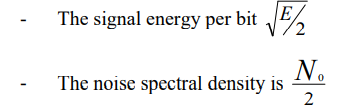 - The signal energy per bit √E/2
- The noise spectral density is N₀/2